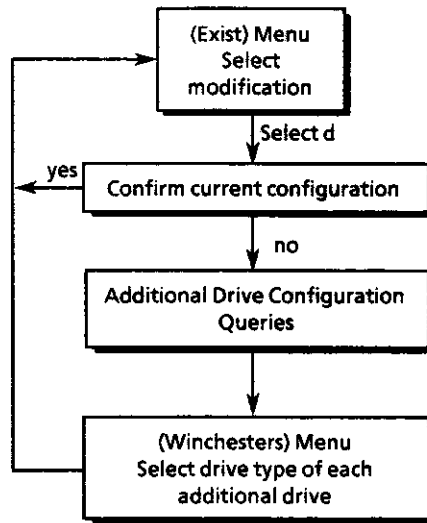 (Exist) Menu
Select
modification
Select d
yes
Confirm current configuration
no
Additional Drive Configuration
Queries
(Winchesters) Menu
Select drive type of each
additional drive